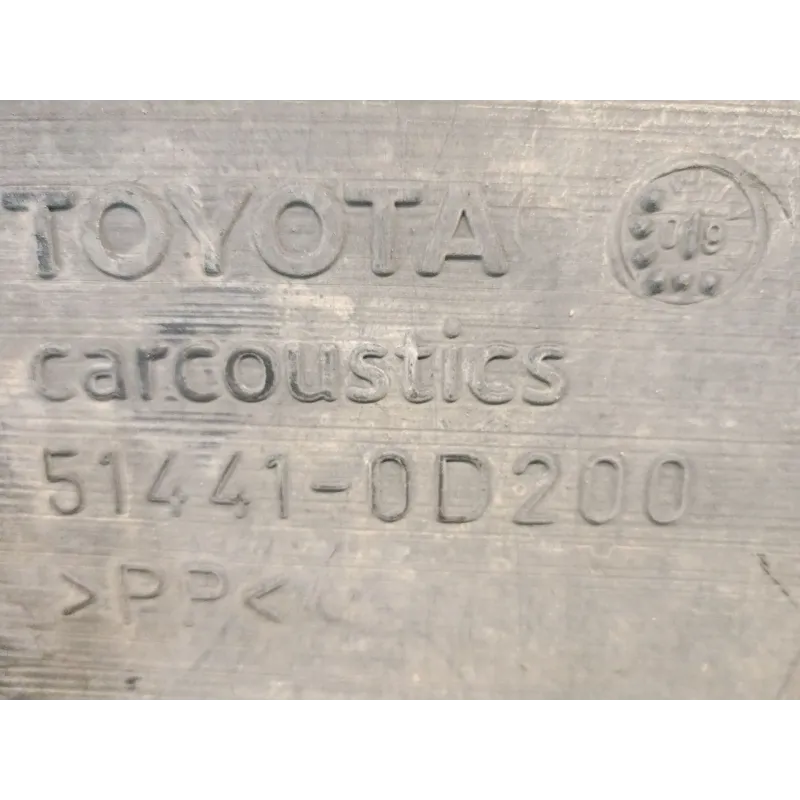 TOYOTA
carcoustics
51441-0D200
>PP<